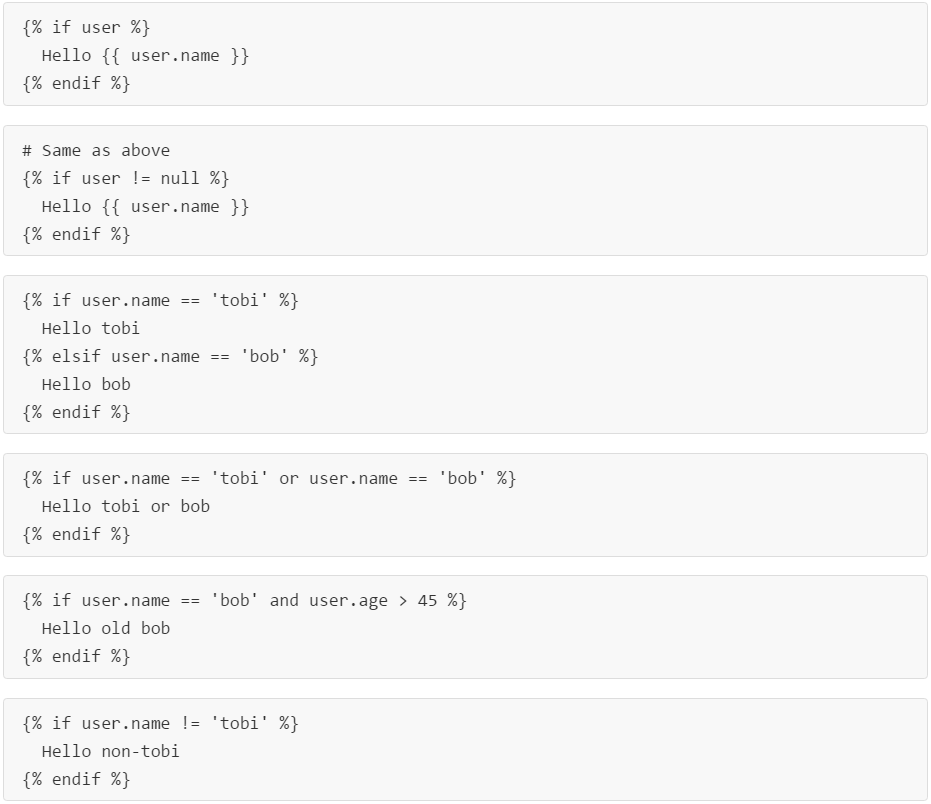 {% if user %}
  Hello {{ user.name }}
{% endif %}
# Same as above
{% if user != null %}
  Hello {{ user.name }}
{% endif %}
{% if user.name == 'tobi' %}
  Hello tobi
{% elsif user.name == 'bob' %}
  Hello bob
{% endif %}
{% if user.name == 'tobi' or user.name == 'bob' %}
  Hello tobi or bob
{% endif %}
{% if user.name == 'bob' and user.age > 45 %}
  Hello old bob
{% endif %}
{% if user.name != 'tobi' %}
  Hello non-tobi
{% endif %}